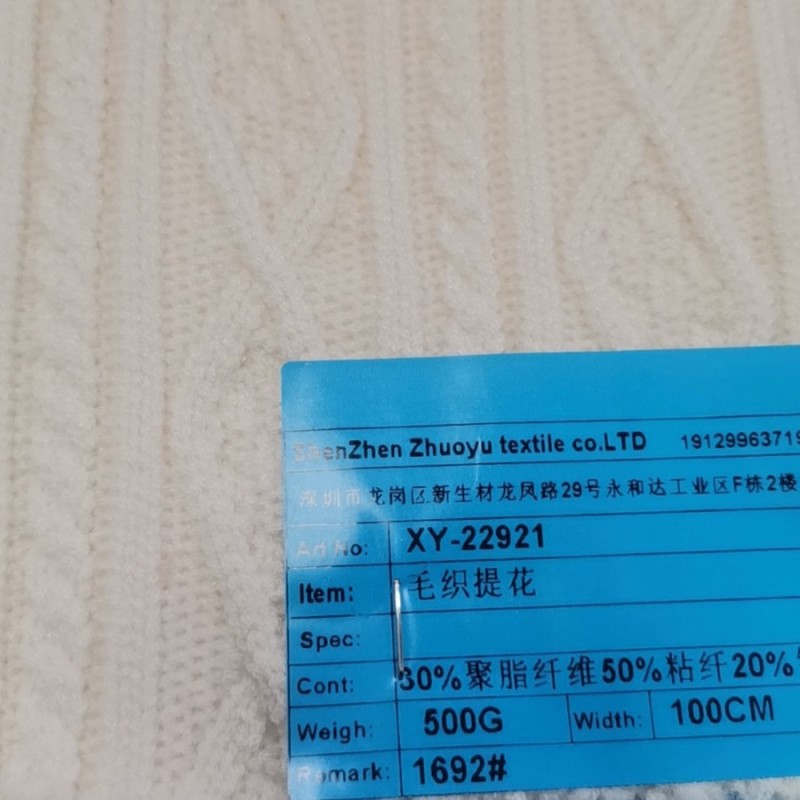 ShenZhen Zhuoyu textile co.LTD 1912996371
深圳市龙岗区新生材龙凤路29号永和达工业区F栋2楼
Art No: XY-22921
Item: 毛织提花
Spec:
Cont: 30%聚脂纤维50%粘纤20%
Weigh: 500G Width: 100CM
Remark: 1692#